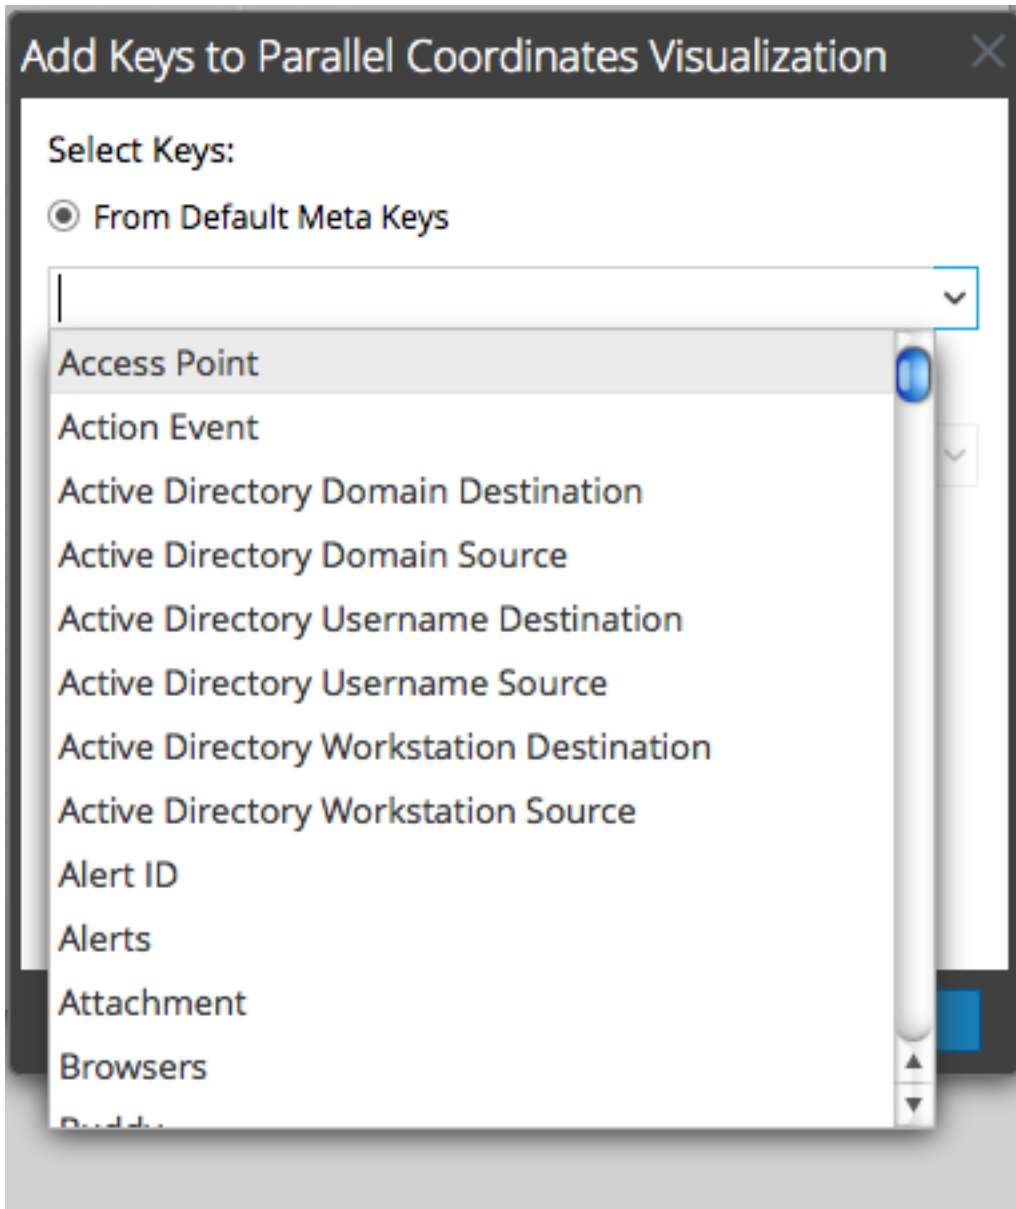 Add Keys to Parallel Coordinates Visualization
Select Keys:
From Default Meta Keys
Access Point
Action Event
Active Directory Domain Destination
Active Directory Domain Source
Active Directory Username Destination
Active Directory Username Source
Active Directory Workstation Destination
Active Directory Workstation Source
Alert ID
Alerts
Attachment
Browsers
Buddy